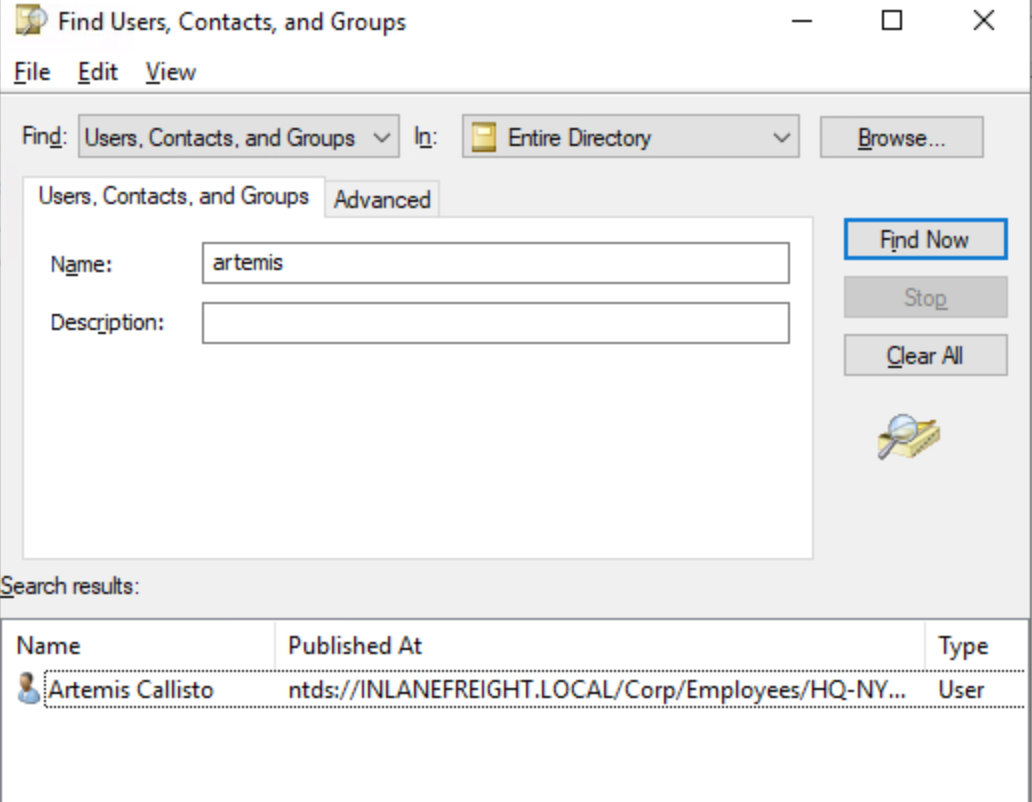 Find Users, Contacts, and Groups
File Edit View
Find: Users, Contacts, and Groups In: Entire Directory Browse...
Users, Contacts, and Groups Advanced
Name: artemis
Find Now
Description:
Stop
Clear All
Search results:
Name Published At Type
Artemis Callisto ntds://INLANEFREIGHT.LOCAL/Corp/Employees/HQ-NY... User